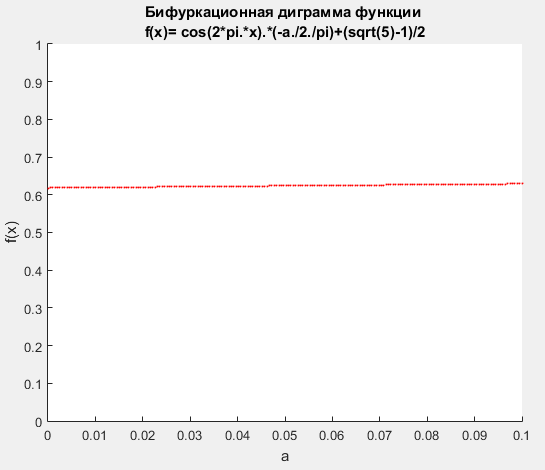 Бифуркационная диграмма функции
f(x)= cos(2*pi.*x).*(-a./2./pi)+(sqrt(5)-1)/2
1
0.9
0.8
0.7
0.6
0.5
0.4
0.3
0.2
0.1
0
f(x)
0 0.01 0.02 0.03 0.04 0.05 0.06 0.07 0.08 0.09 0.1
a